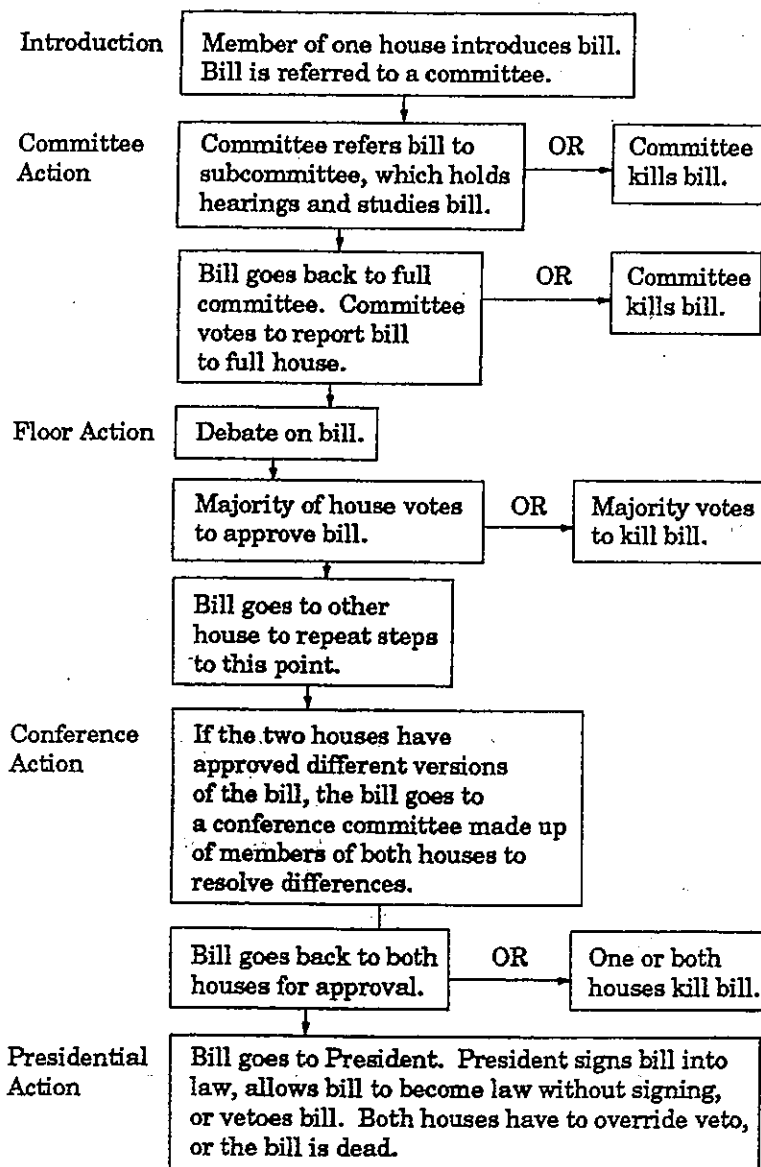 Introduction
Member of one house introduces bill.
Bill is referred to a committee.
Committee
Action
Committee refers bill to
subcommittee, which holds
hearings and studies bill.
OR
Committee
kills bill.
Bill goes back to full
committee. Committee
votes to report bill
to full house.
OR
Committee
kills bill.
Floor Action
Debate on bill.
Majority of house votes
to approve bill.
OR
Majority votes
to kill bill.
Bill goes to other
house to repeat steps
to this point.
Conference
Action
If the two houses have
approved different versions
of the bill, the bill goes to
a conference committee made up
of members of both houses to
resolve differences.
Bill goes back to both
houses for approval.
OR
One or both
houses kill bill.
Presidential
Action
Bill goes to President. President signs bill into
law, allows bill to become law without signing,
or vetoes bill. Both houses have to override veto,
or the bill is dead.